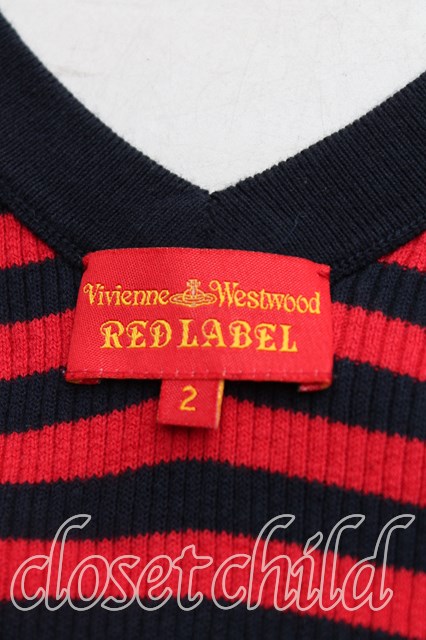 Vivienne Westwood
RED LABEL
2
closetchild